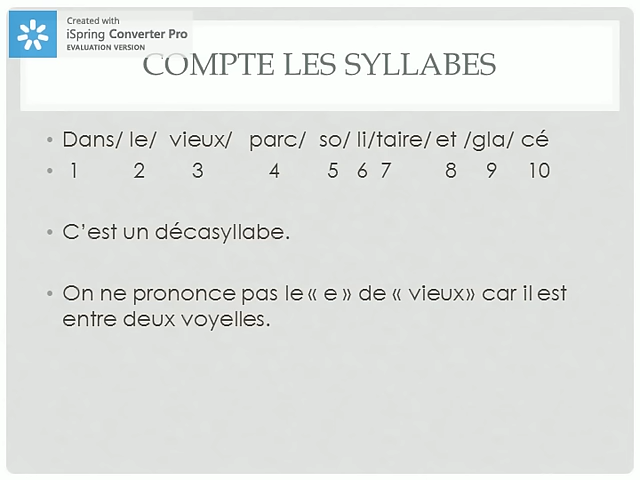 Created with
iSpring Converter Pro
EVALUATION VERSION
COMPTE LES SYLLABES
• Dans/ le/ vieux/ parc/ so/ li/taire/ et /gla/ cé
• 1 2 3 4 5 6 7 8 9 10
• C'est un décasyllabe.
• On ne prononce pas le « e » de « vieux» car il est
entre deux voyelles.